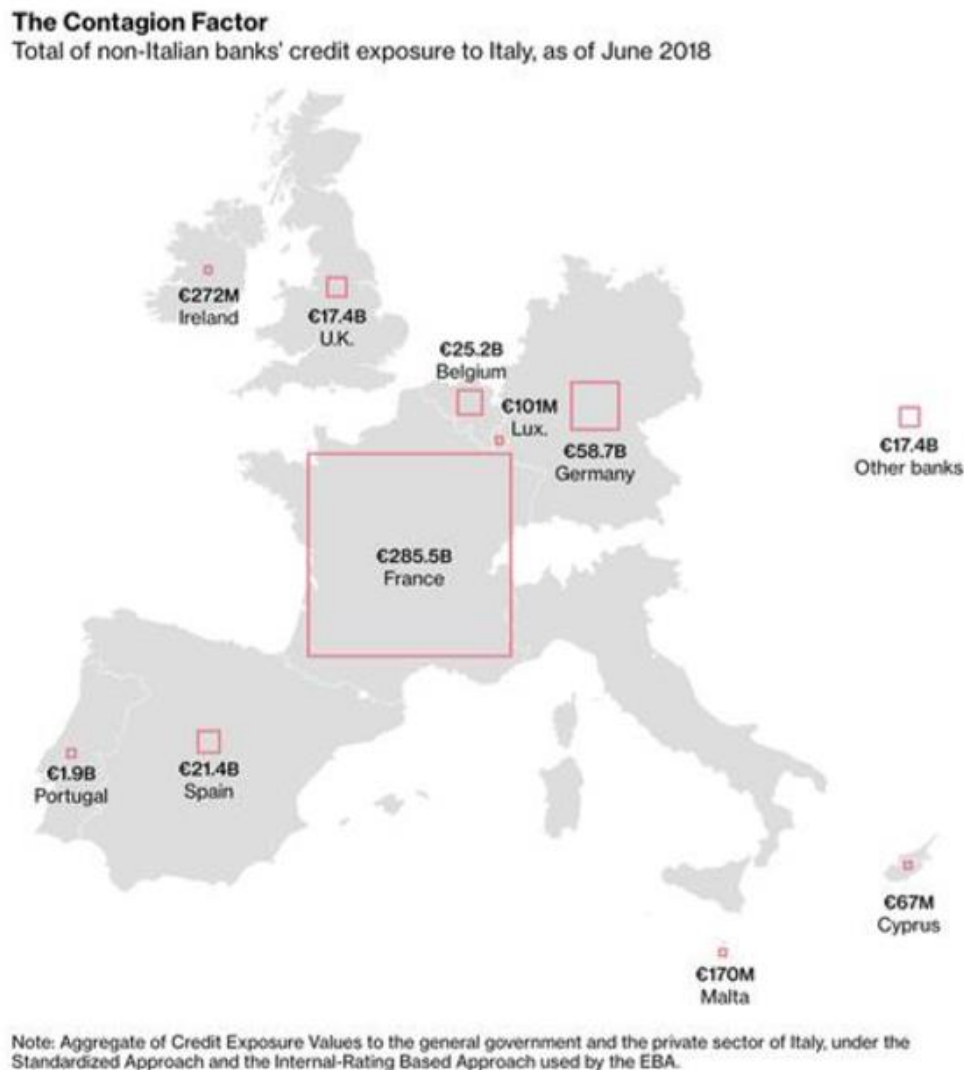 The Contagion Factor
Total of non-Italian banks' credit exposure to Italy, as of June 2018
€272M
Ireland
€17.4B
U.K.
€25.2B
Belgium
€101M
Lux.
€58.7B
Germany
€17.4B
Other banks
€285.5B
France
€1.9B
Portugal
€21.4B
Spain
€67M
Cyprus
€170M
Malta
Note: Aggregate of Credit Exposure Values to the general government and the private sector of Italy, under the
Standardized Approach and the Internal-Rating Based Approach used by the EBA.